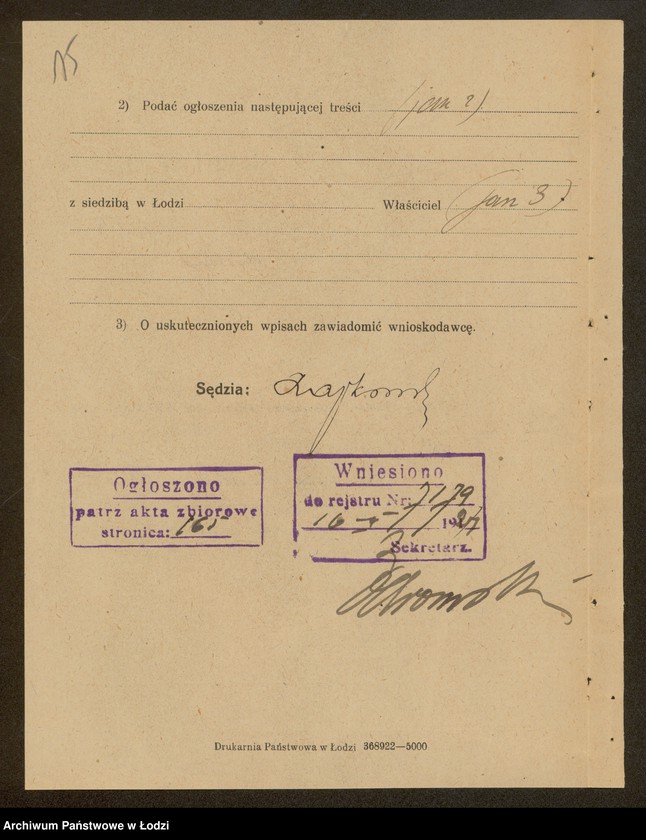 2) Podać ogłoszenia następującej treści (jak 2)
z siedzibą w Łodzi Właściciel (jak 3)
3) O uskutecznionych wpisach zawiadomić wnioskodawcę.
Sędzia:
Ogłoszono
patrz akta zbiorowe
stronica: 165
Wniesiono
do rejstru Nr: 7179
Sekretarz.
Drukarnia Państwowa w Łodzi 368922—5000
Archiwum Państwowe w Łodzi